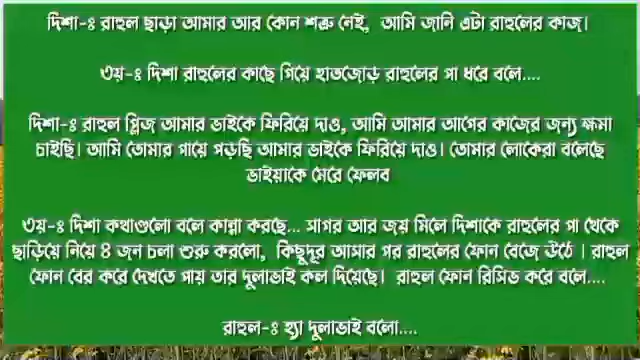 দিশা-ঃ রাহুল ছাড়া আমার আর কোন শত্রু নেই, আমি জানি এটা রাহুলের কাজ।
৩য়-ঃ দিশা রাহুলের কাছে গিয়ে হাতজোড় রাহুলের পা ধরে বলে....
দিশা-ঃ রাহুল প্লিজ আমার ভাইকে ফিরিয়ে দাও, আমি আমার আগের কাজের জন্য ক্ষমা
চাইছি। আমি তোমার পায়ে পড়ছি আমার ভাইকে ফিরিয়ে দাও। তোমার লোকেরা বলেছে
ভাইয়াকে মেরে ফেলব
৩য়-ঃ দিশা কথাগুলো বলে কান্না করছে... সাগর আর জয় মিলে দিশাকে রাহুলের পা থেকে
ছাড়িয়ে নিয়ে 4 জন চলা শুরু করলো, কিছুদূর আসার পর রাহুলের ফোন বেজে উঠে । রাহুল
ফোন বের করে দেখতে পায় তার দুলাভাই কল দিয়েছে। রাহুল ফোন রিসিভ করে বলে....
রাহুল-ঃ হ্যা দুলাভাই বলো....